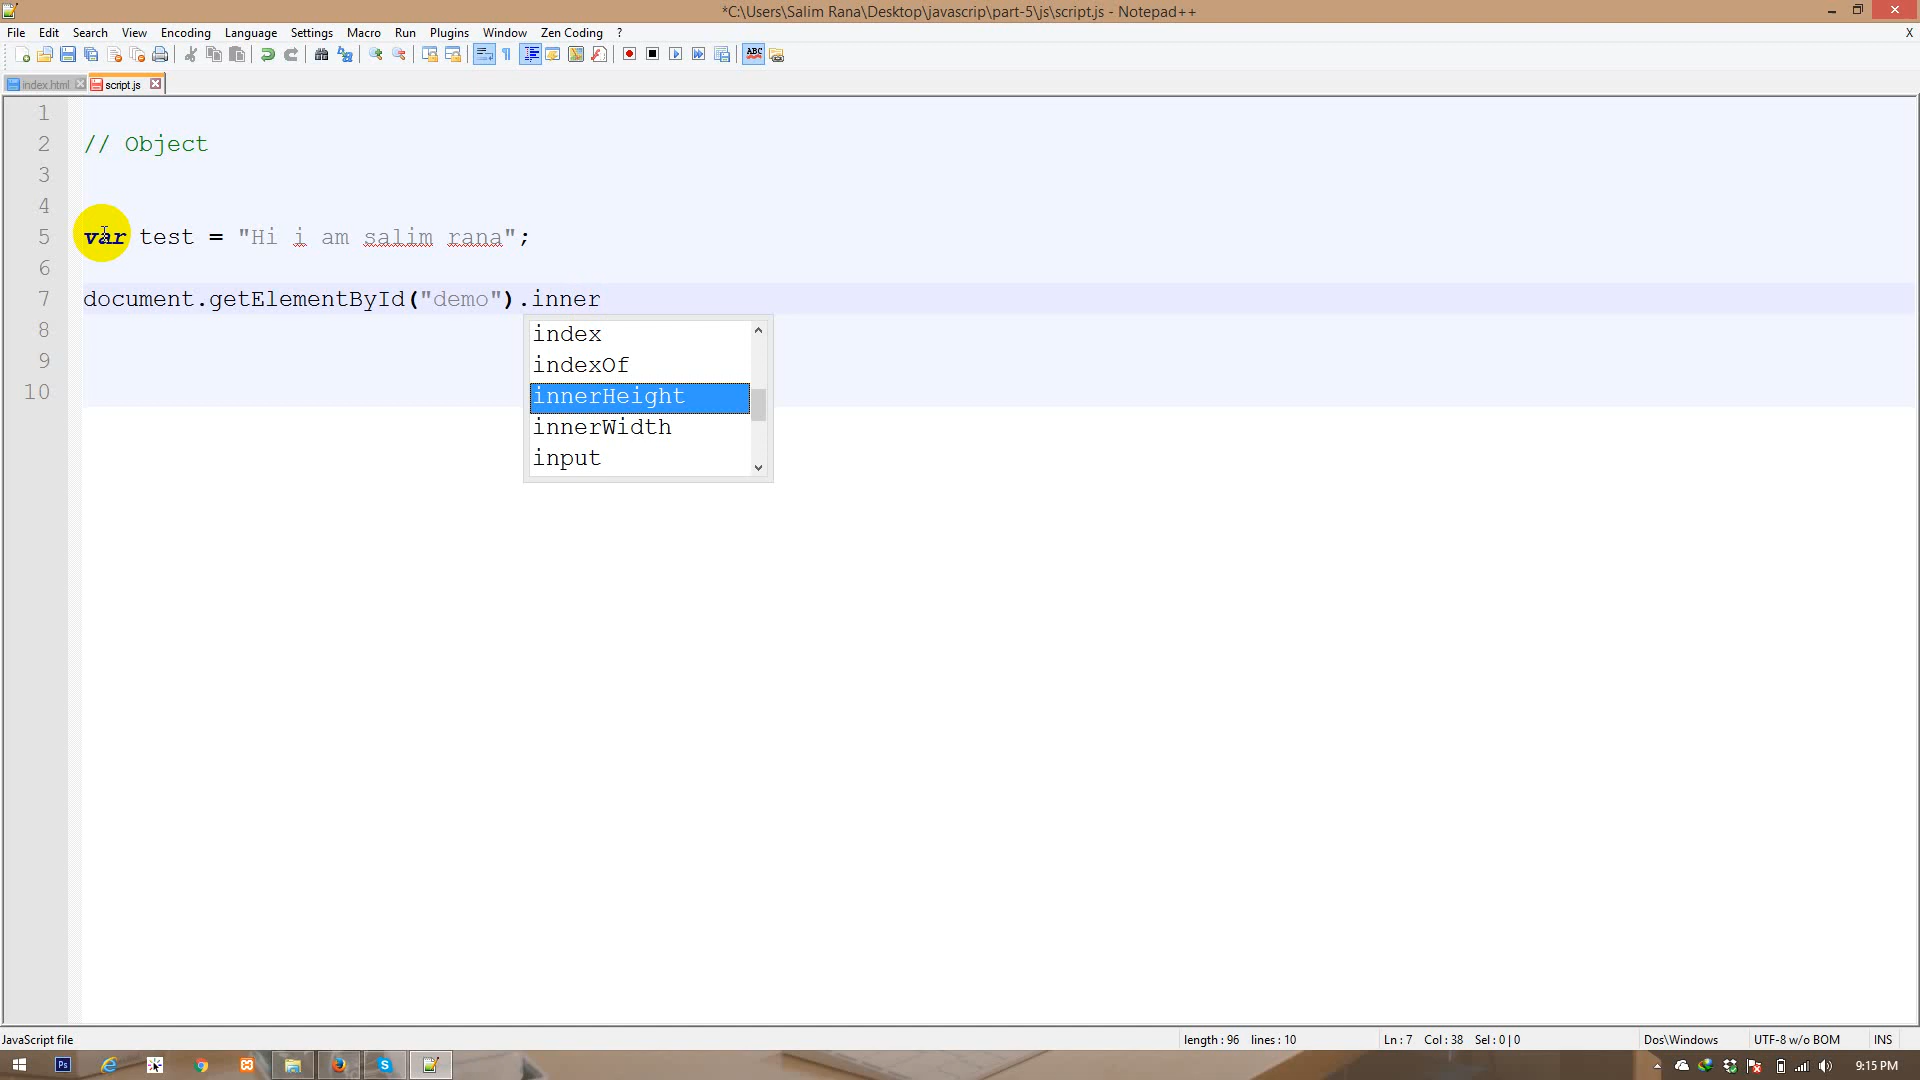 *C:\Users\Salim Rana\Desktop\javascrip\part-5\js\script.js - Notepad++
File Edit Search View Encoding Language Settings Macro Run Plugins Window Zen Coding ? X
ABC
index.html script.js
1
2 // Object
3
4
5 var test = "Hi i am salim rana";
6
7 document.getElementById("demo").inner
8 index
9 indexOf
10 innerHeight
innerWidth
input
JavaScript file length : 96 lines : 10 Ln : 7 Col : 38 Sel : 0 | 0 Dos\Windows UTF-8 w/o BOM INS
Ps 9:15 PM